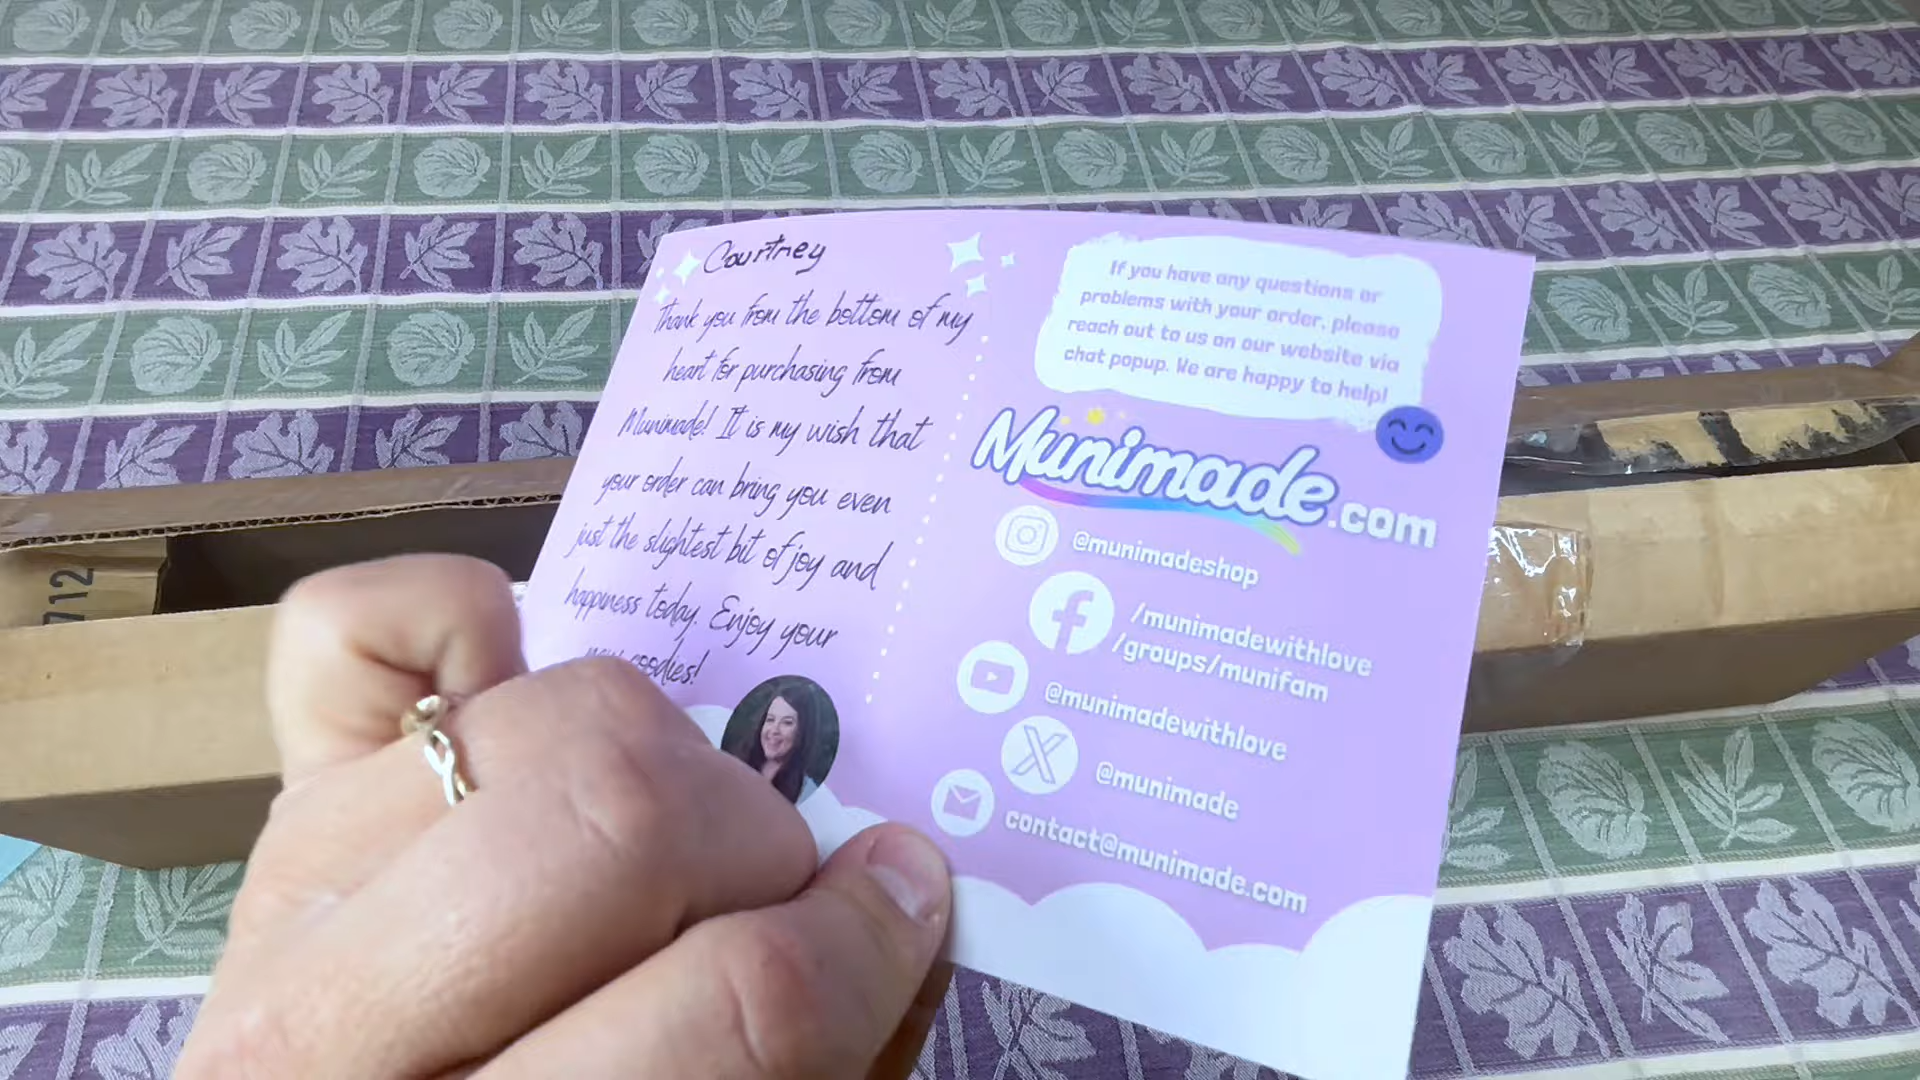 Courtney
Thank you from the bottom of my
heart for purchasing from
Munimade! It is my wish that
your order can bring you even
just the slightest bit of joy and
happiness today. Enjoy your
new goodies!
If you have any questions or
problems with your order, please
reach out to us on our website via
chat popup. We are happy to help!
Munimade.com
@munimadeshop
/munimadewithlove
/groups/munifam
@munimadewithlove
@munimade
contact@munimade.com
712